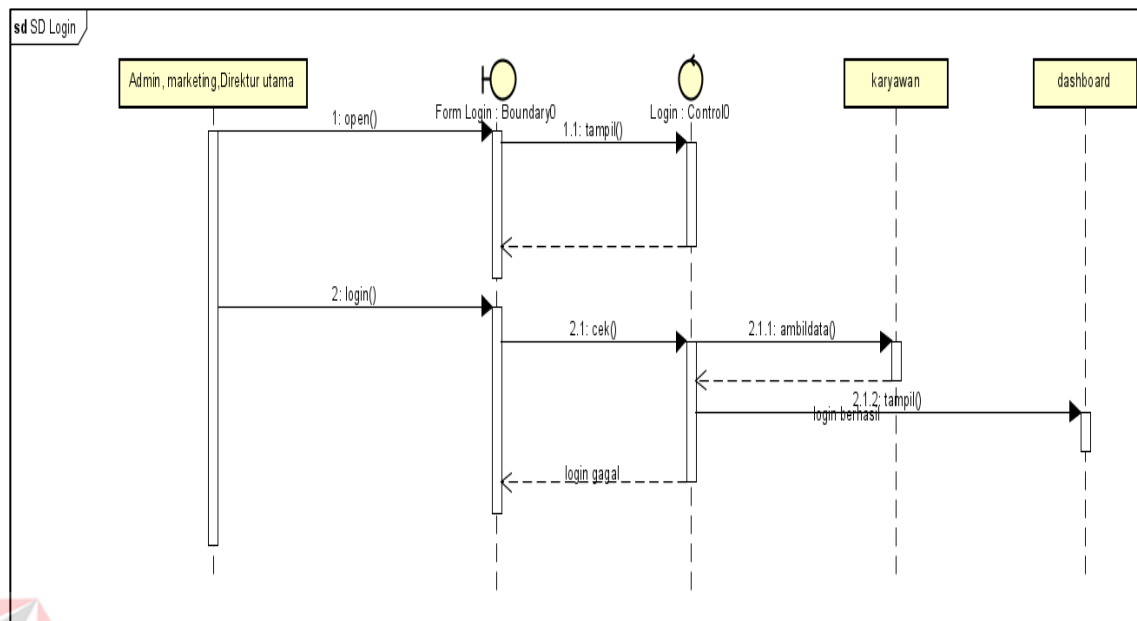 sd SD Login
Admin, marketing,Direktur utama
Form Login : Boundary0
Login : Control0
karyawan
dashboard
1: open()
1.1: tampil()
2: login()
2.1: cek()
2.1.1: ambildata()
2.1.2: tampil()
login berhasil
login gagal